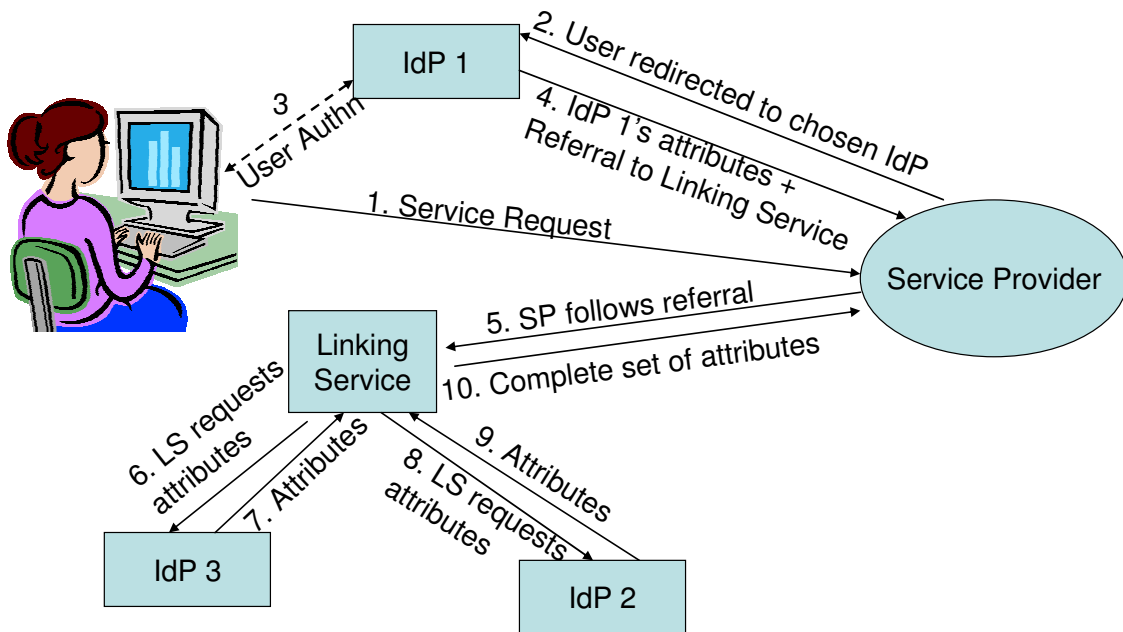 IdP 1
2. User redirected to chosen IdP
3
User Authn
4. IdP 1's attributes +
Referral to Linking Service
1. Service Request
Service Provider
5. SP follows referral
Linking
Service
10. Complete set of attributes
6. LS requests
attributes
7. Attributes
8. LS requests
attributes
9. Attributes
IdP 3
IdP 2